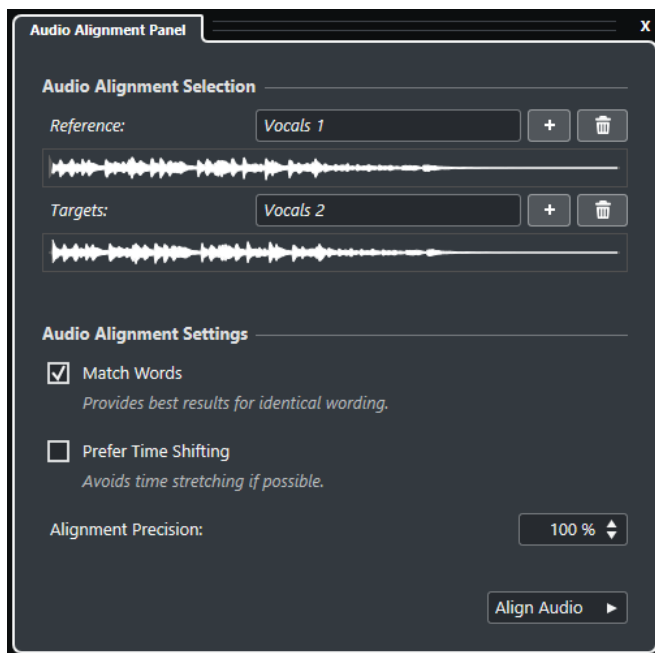 Audio Alignment Panel
X
Audio Alignment Selection
Reference:
Vocals 1
+
Targets:
Vocals 2
+
Audio Alignment Settings
Match Words
Provides best results for identical wording.
Prefer Time Shifting
Avoids time stretching if possible.
Alignment Precision:
100 %
Align Audio